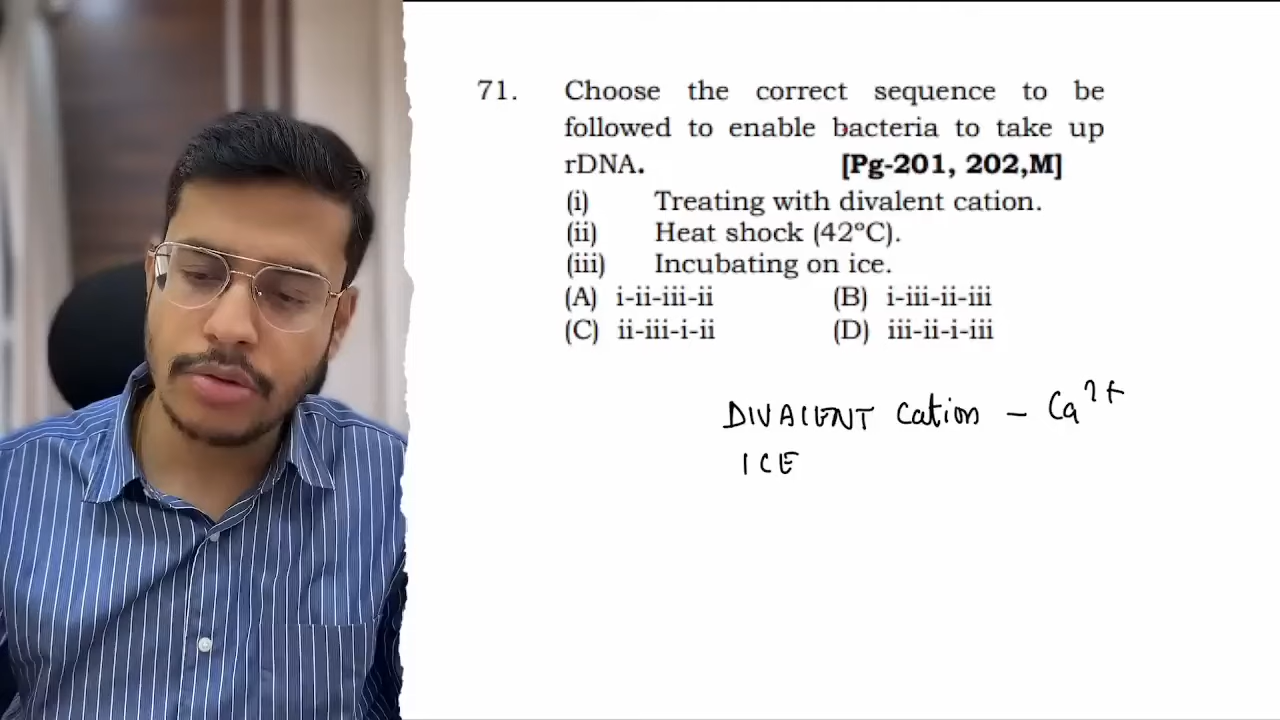 71. Choose the correct sequence to be
followed to enable bacteria to take up
rDNA. [Pg-201, 202,M]
(i) Treating with divalent cation.
(ii) Heat shock (42ºC).
(iii) Incubating on ice.
(A) i-ii-iii-ii (B) i-iii-ii-iii
(C) ii-iii-i-ii (D) iii-ii-i-iii
DIVALENT Cation - Ca2+
ICE